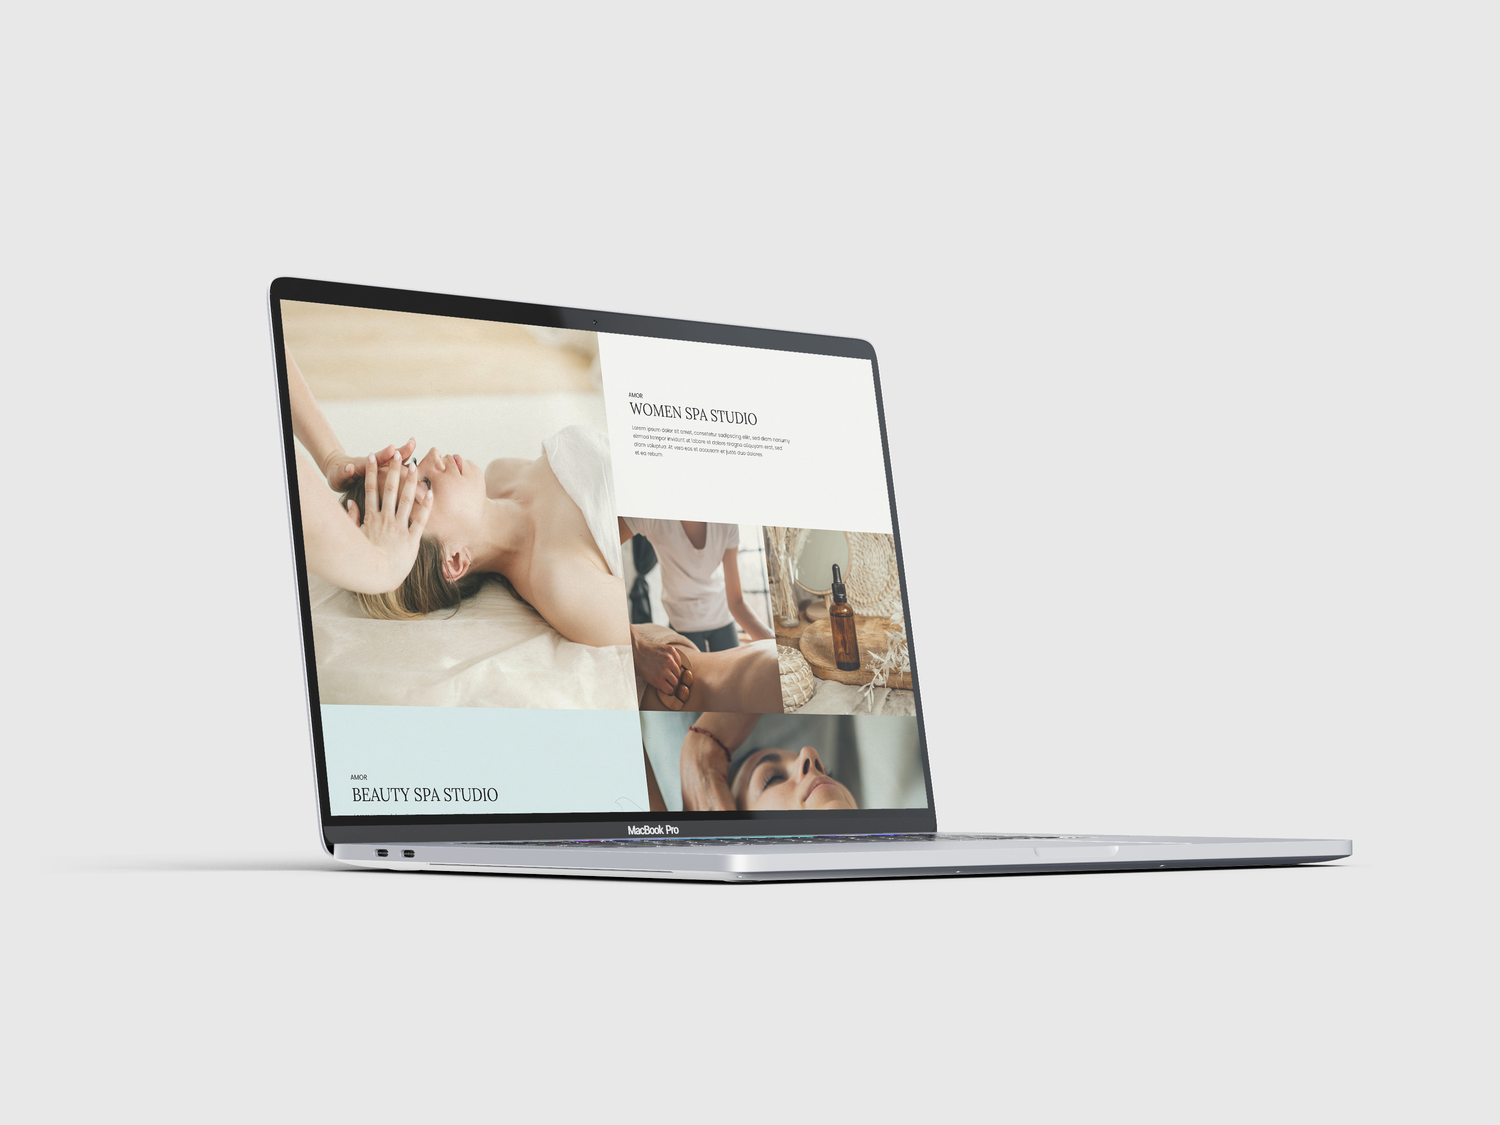 AMOR
WOMEN SPA STUDIO
Lorem ipsum dolor sit amet, consetetur sadipscing elitr, sed diam nonumy
eirmod tempor invidunt ut labore et dolore magna aliquyam erat, sed
diam voluptua. At vero eos et accusam et justo duo dolores
et ea rebum.
AMOR
BEAUTY SPA STUDIO
MacBook Pro